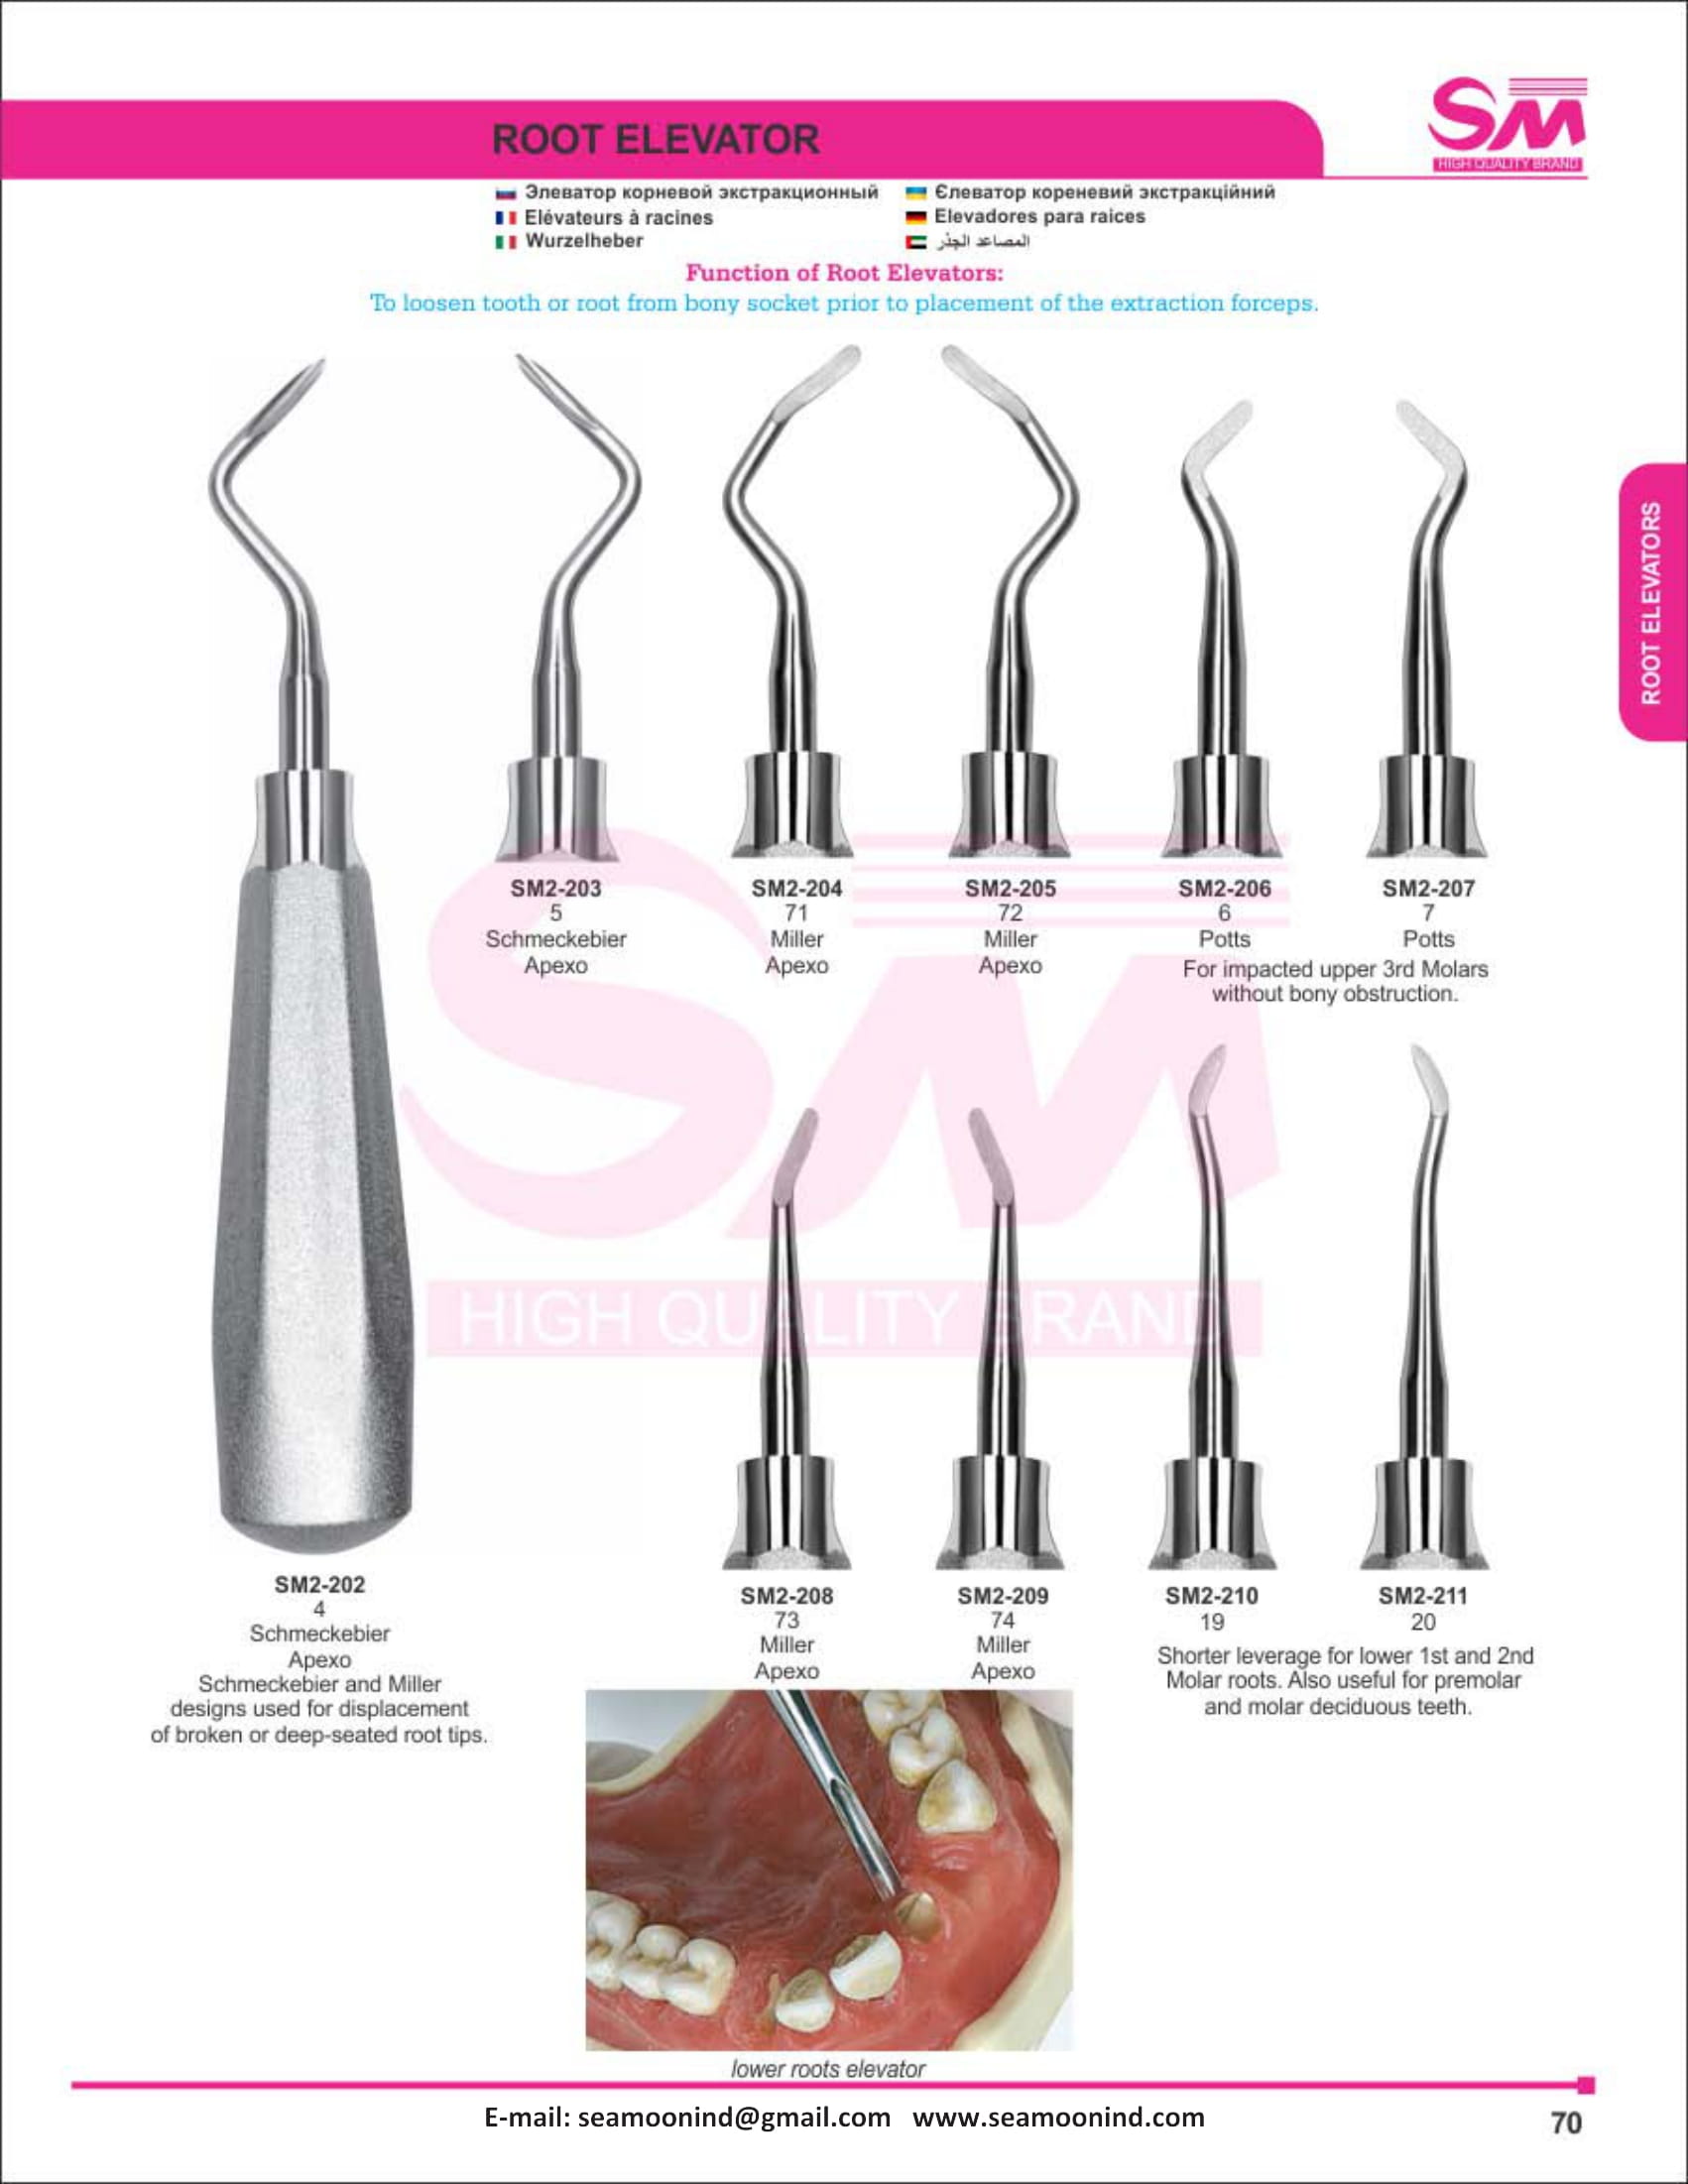 SM
HIGH QUALITY BRAND
ROOT ELEVATOR
Элеватор корневой экстракционный
Єлеватор кореневий экстракційний
Elévateurs à racines
Elevadores para raices
Wurzelheber
المصاعد الجذر
Function of Root Elevators:
To loosen tooth or root from bony socket prior to placement of the extraction forceps.
ROOT ELEVATORS
SM2-203
5
Schmeckebier
Apexo
SM2-204
71
Miller
Apexo
SM2-205
72
Miller
Apexo
SM2-206
6
Potts
SM2-207
7
Potts
For impacted upper 3rd Molars
without bony obstruction.
SM
HIGH QUALITY BRAND
SM2-202
4
Schmeckebier
Apexo
Schmeckebier and Miller
designs used for displacement
of broken or deep-seated root tips.
SM2-208
73
Miller
Apexo
SM2-209
74
Miller
Apexo
SM2-210
19
SM2-211
20
Shorter leverage for lower 1st and 2nd
Molar roots. Also useful for premolar
and molar deciduous teeth.
lower roots elevator
E-mail: seamoonind@gmail.com www.seamoonind.com
70